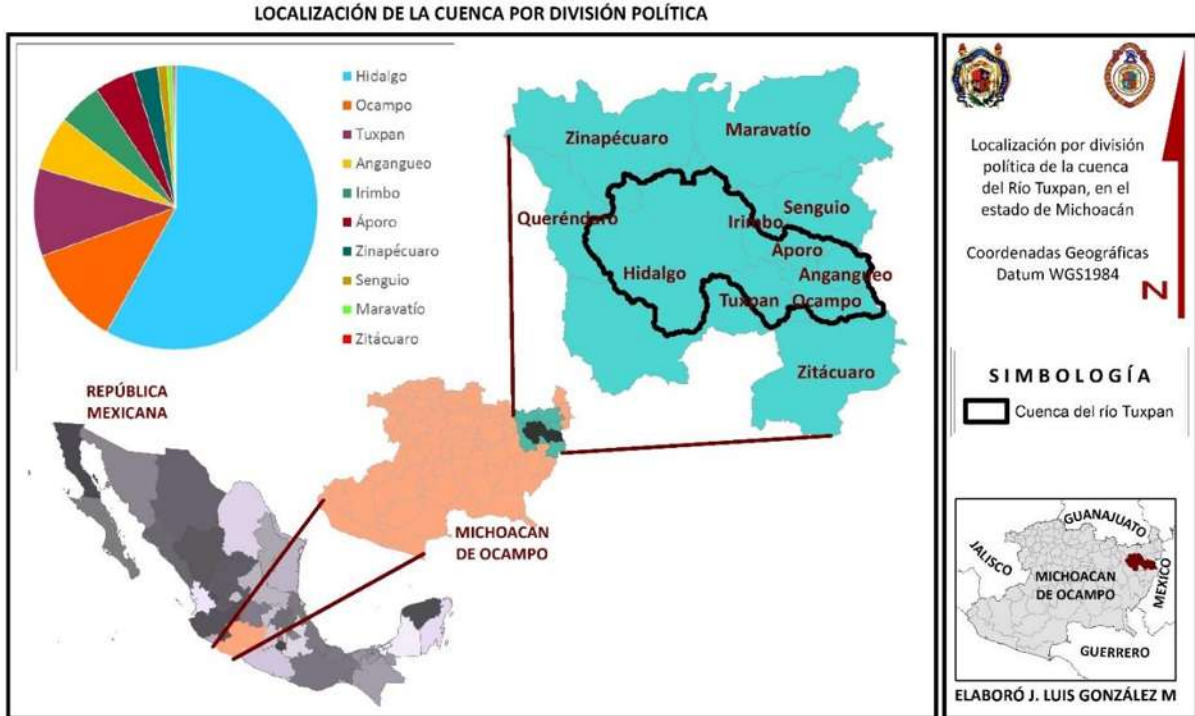 LOCALIZACIÓN DE LA CUENCA POR DIVISIÓN POLÍTICA
Hidalgo
Ocampo
Tuxpan
Angangueo
Irimbo
Áporo
Zinapécuaro
Senguio
Maravatío
Zitácuaro
Zinapécuaro
Maravatío
Queréndaro
Irimbo
Senguio
Áporo
Hidalgo
Angangueo
Tuxpan
Ocampo
Zitácuaro
REPÚBLICA
MEXICANA
MICHOACAN
DE OCAMPO
Localización por división
política de la cuenca
del Río Tuxpan, en el
estado de Michoacán
Coordenadas Geográficas
Datum WGS1984
N
SIMBOLOGÍA
Cuenca del río Tuxpan
GUANAJUATO
JALISCO
MICHOACAN
DE OCAMPO
MEXICO
GUERRERO
ELABORÓ J. LUIS GONZÁLEZ M